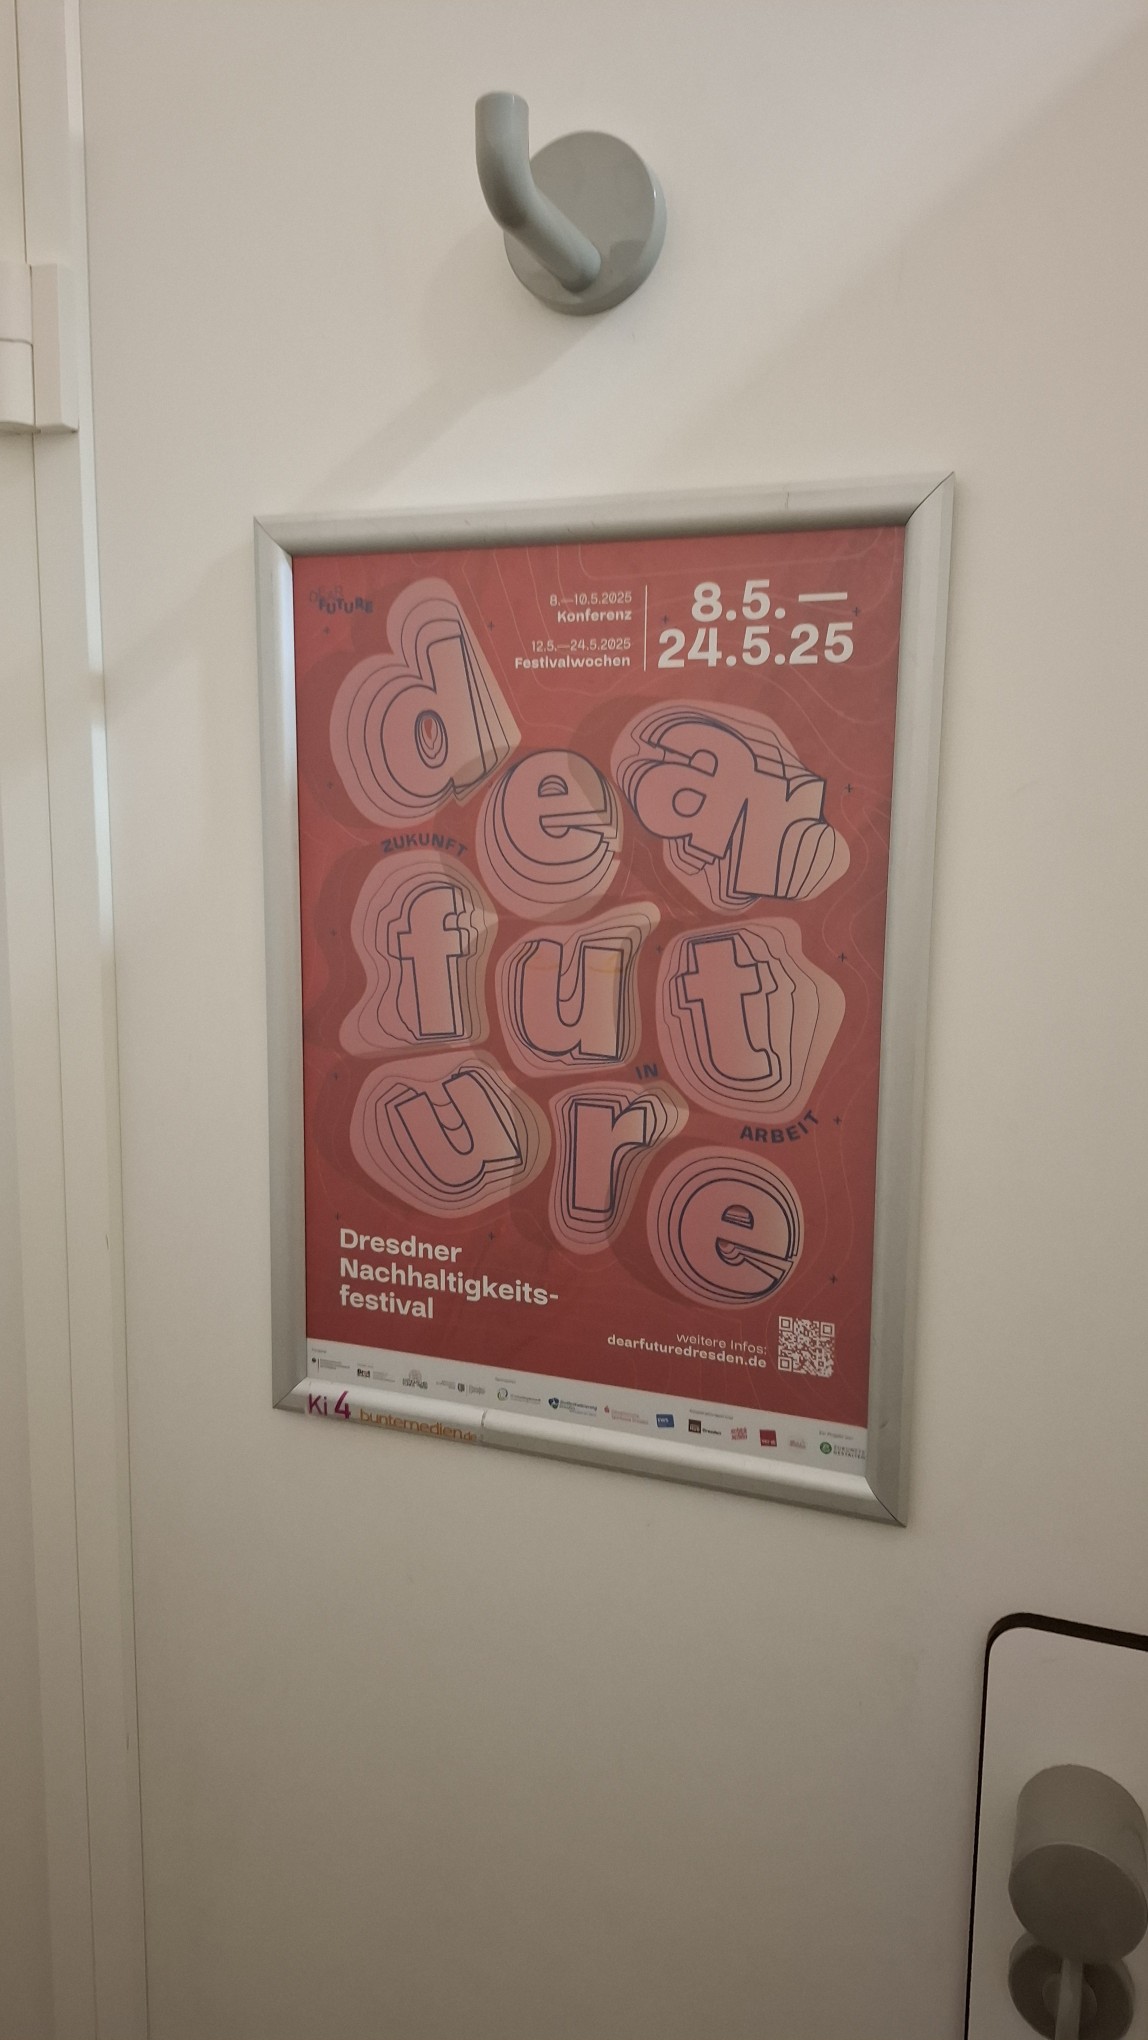 DEAR
FUTURE
8.—10.5.2025
Konferenz
12.5.—24.5.2025
Festivalwochen
8.5. —
24.5.25
dear
ZUKUNFT
fut
IN
ure
ARBEIT
Dresdner
Nachhaltigkeits-
festival
weitere Infos:
dearfuturedresden.de
Dresden
Ki 4
buntemedien.de